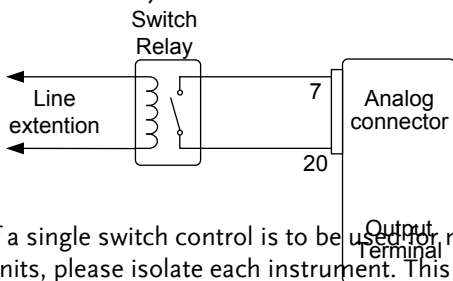 Switch
Relay
Line
extention
7
20
Analog
connector
Output
Terminal
a single switch control is to be used for
nits, please isolate each instrument. This